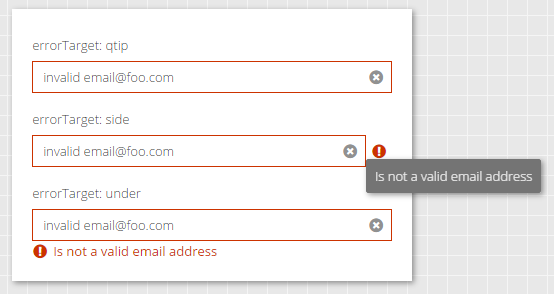 errorTarget: qtip
invalid email@foo.com
errorTarget: side
invalid email@foo.com
Is not a valid email address
errorTarget: under
invalid email@foo.com
Is not a valid email address